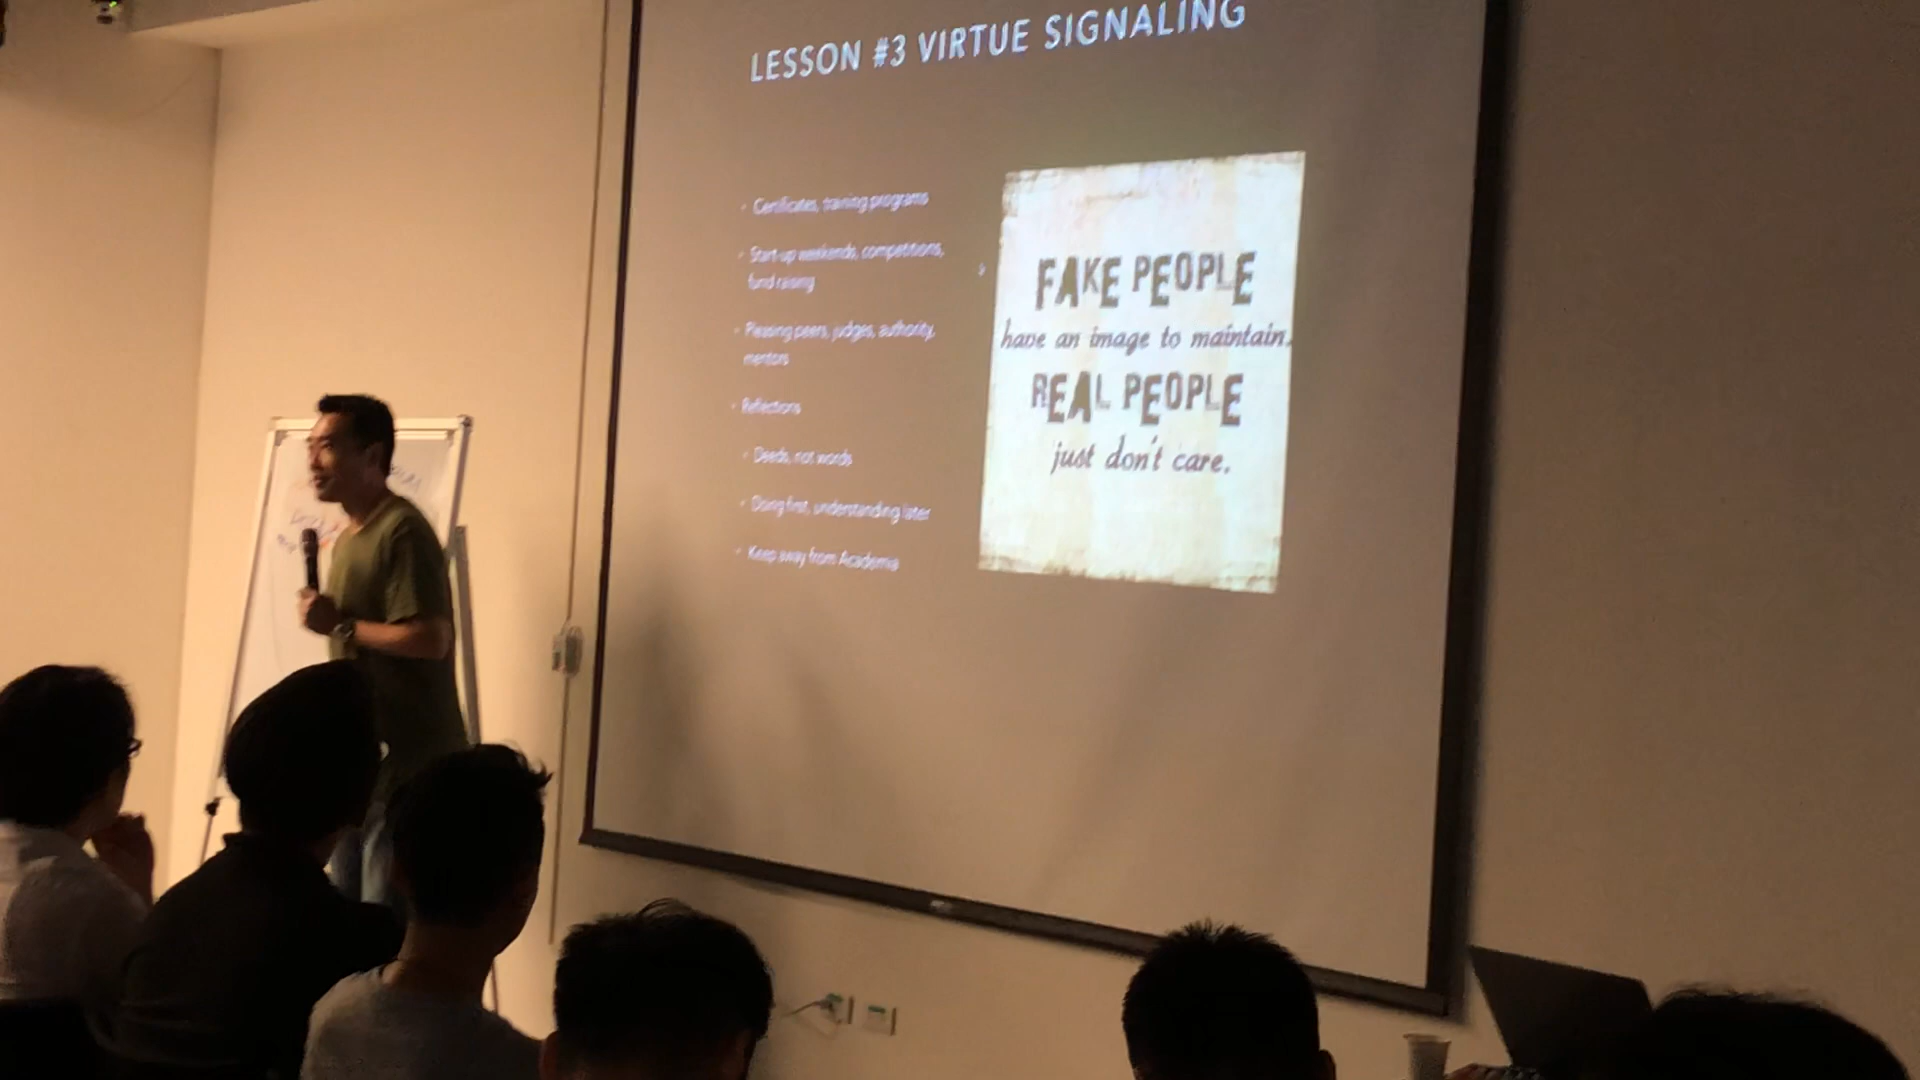 LESSON #3 VIRTUE SIGNALING
Certificates, training programs
Start-up weekends, competitions,
fund raising
Pleasing peers, judges, authority,
mentors
Reflections
Deeds, not words
Doing first, understanding later
Keep away from Academia
FAKE PEOPLE
have an image to maintain.
REAL PEOPLE
just don't care.